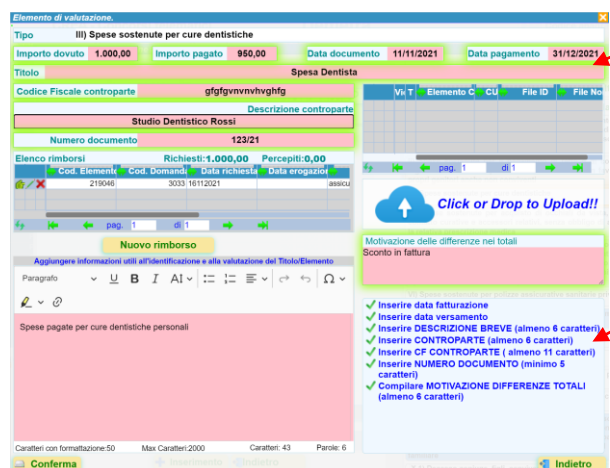 Elemento di valutazione.
Tipo III) Spese sostenute per cure dentistiche
Importo dovuto 1.000,00 Importo pagato 950,00 Data documento 11/11/2021 Data pagamento 31/12/2021
Titolo Spesa Dentista
Codice Fiscale controparte gfgfgvnvnvhvghfg
Descrizione controparte
Studio Dentistico Rossi
Numero documento 123/21
Elenco rimborsi Richiesti:1.000,00 Percepiti:0,00
Cod. Elemento Cod. Domanda Data richiesta Data erogazion
219046 3033 16112021 assicu
pag. 1 di 1
Nuovo rimborso
Aggiungere informazioni utili all'identificazione e alla valutazione del Titolo/Elemento
Paragrafo U B I AI Ω
Spese pagate per cure dentistiche personali
Caratteri con formattazione:50 Max Caratteri:2000 Caratteri: 43 Parole: 6
Conferma
Vi T Elemento C CU File ID File No
pag. 1 di 1
Click or Drop to Upload!!
Motivazione delle differenze nei totali
Sconto in fattura
Inserire data fatturazione
Inserire data versamento
Inserire DESCRIZIONE BREVE (almeno 6 caratteri)
Inserire CONTROPARTE (almeno 6 caratteri)
Inserire CF CONTROPARTE ( almeno 11 caratteri)
Inserire NUMERO DOCUMENTO (minimo 5
caratteri)
Compilare MOTIVAZIONE DIFFERENZE TOTALI
(almeno 6 caratteri)
Indietro